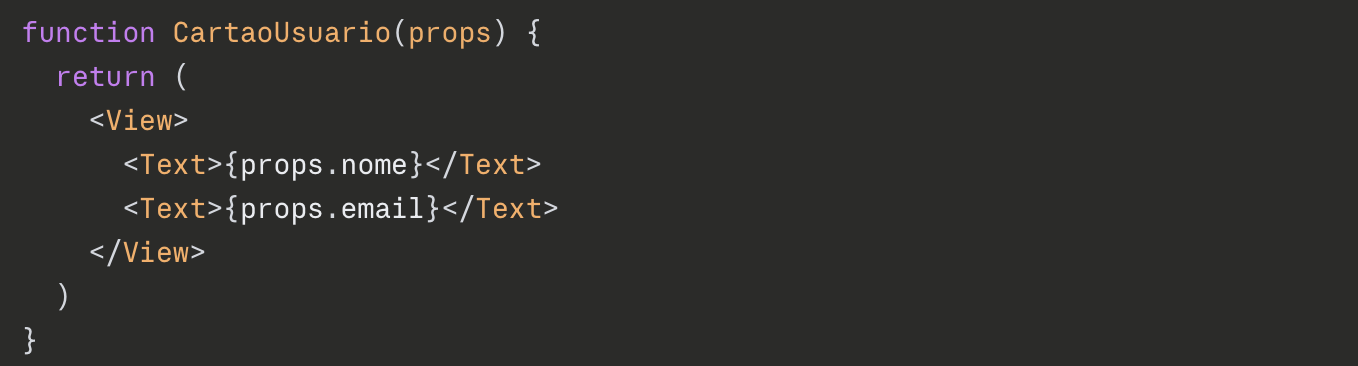 function CartaoUsuario(props) {
  return (
    <View>
      <Text>{props.nome}</Text>
      <Text>{props.email}</Text>
    </View>
  )
}